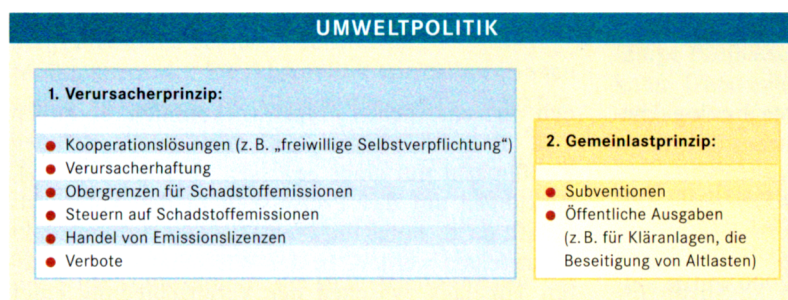 UMWELTPOLITIK
1. Verursacherprinzip:
● Kooperationslösungen (z. B. „freiwillige Selbstverpflichtung“)
● Verursacherhaftung
● Obergrenzen für Schadstoffemissionen
● Steuern auf Schadstoffemissionen
● Handel von Emissionslizenzen
● Verbote
2. Gemeinlastprinzip:
● Subventionen
● Öffentliche Ausgaben
(z. B. für Kläranlagen, die
Beseitigung von Altlasten)